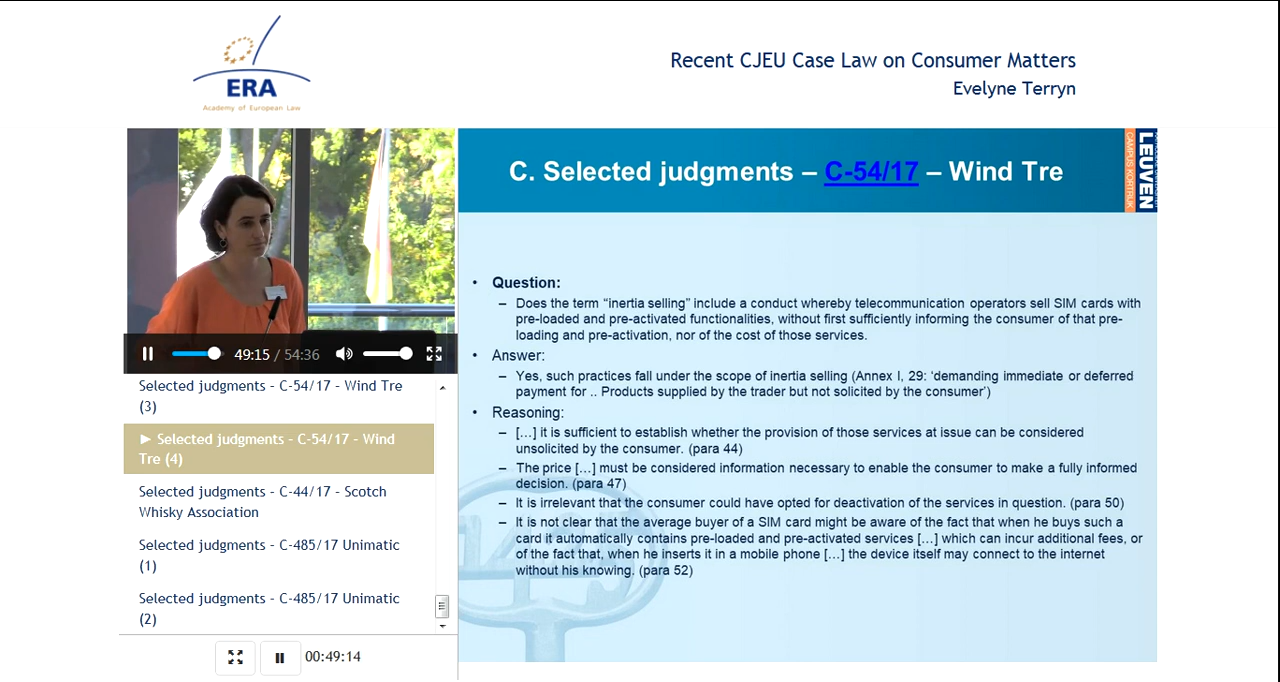 ERA
Academy of European Law
Recent CJEU Case Law on Consumer Matters
Evelyne Terryn
49:15 / 54:36
Selected judgments - C-54/17 - Wind Tre
(3)
► Selected judgments - C-54/17 - Wind
Tre (4)
Selected judgments - C-44/17 - Scotch
Whisky Association
Selected judgments - C-485/17 Unimatic
(1)
Selected judgments - C-485/17 Unimatic
(2)
00:49:14
C. Selected judgments – C-54/17 – Wind Tre
LEUVEN
CAMPUS KORTRIJK
• Question:
– Does the term “inertia selling” include a conduct whereby telecommunication operators sell SIM cards with
pre-loaded and pre-activated functionalities, without first sufficiently informing the consumer of that pre-
loading and pre-activation, nor of the cost of those services.
• Answer:
– Yes, such practices fall under the scope of inertia selling (Annex I, 29: ‘demanding immediate or deferred
payment for .. Products supplied by the trader but not solicited by the consumer’)
• Reasoning:
– […] it is sufficient to establish whether the provision of those services at issue can be considered
unsolicited by the consumer. (para 44)
– The price […] must be considered information necessary to enable the consumer to make a fully informed
decision. (para 47)
– It is irrelevant that the consumer could have opted for deactivation of the services in question. (para 50)
– It is not clear that the average buyer of a SIM card might be aware of the fact that when he buys such a
card it automatically contains pre-loaded and pre-activated services […] which can incur additional fees, or
of the fact that, when he inserts it in a mobile phone […] the device itself may connect to the internet
without his knowing. (para 52)